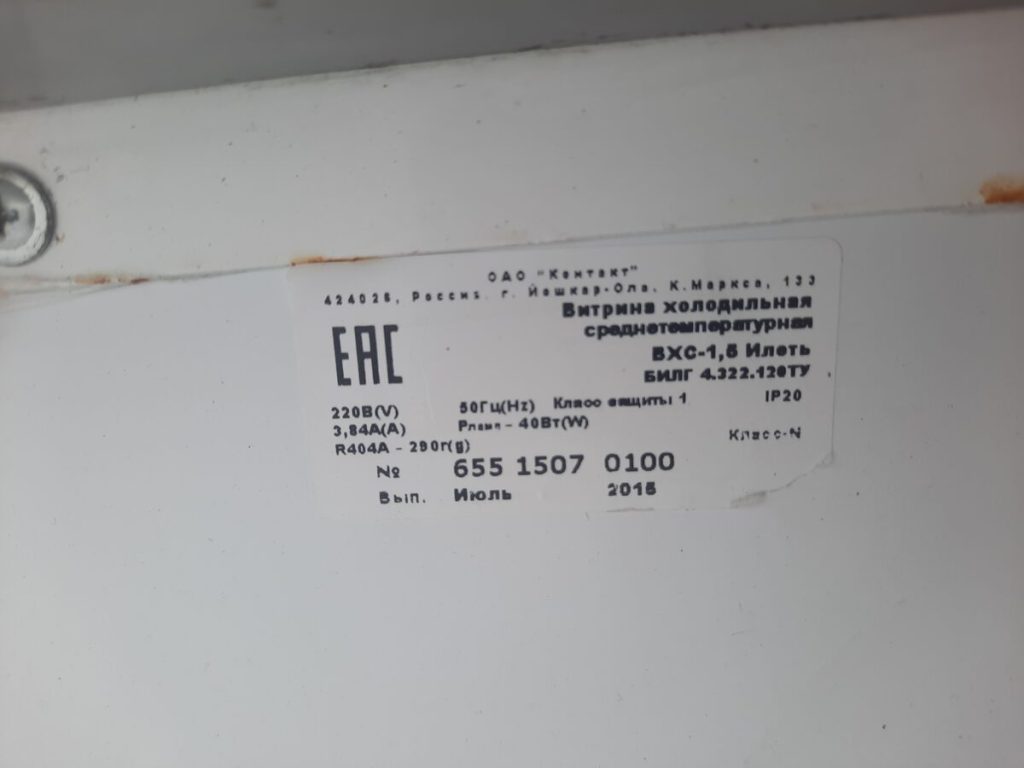 ОАО "Контакт"
424026, Россия, г. Йошкар-Ола, К.Маркса, 133
Витрина холодильная
среднетемпературная
ВХС-1,5 Илеть
БИЛГ 4.322.120ТУ
EAC
220В(V) 50Гц(Hz) Класс защиты 1 IP20
3,84А(A) Рламп - 40Вт(W)
R404A - 290г(g) Класс-N
№ 655 1507 0100
Вып. Июль 2015